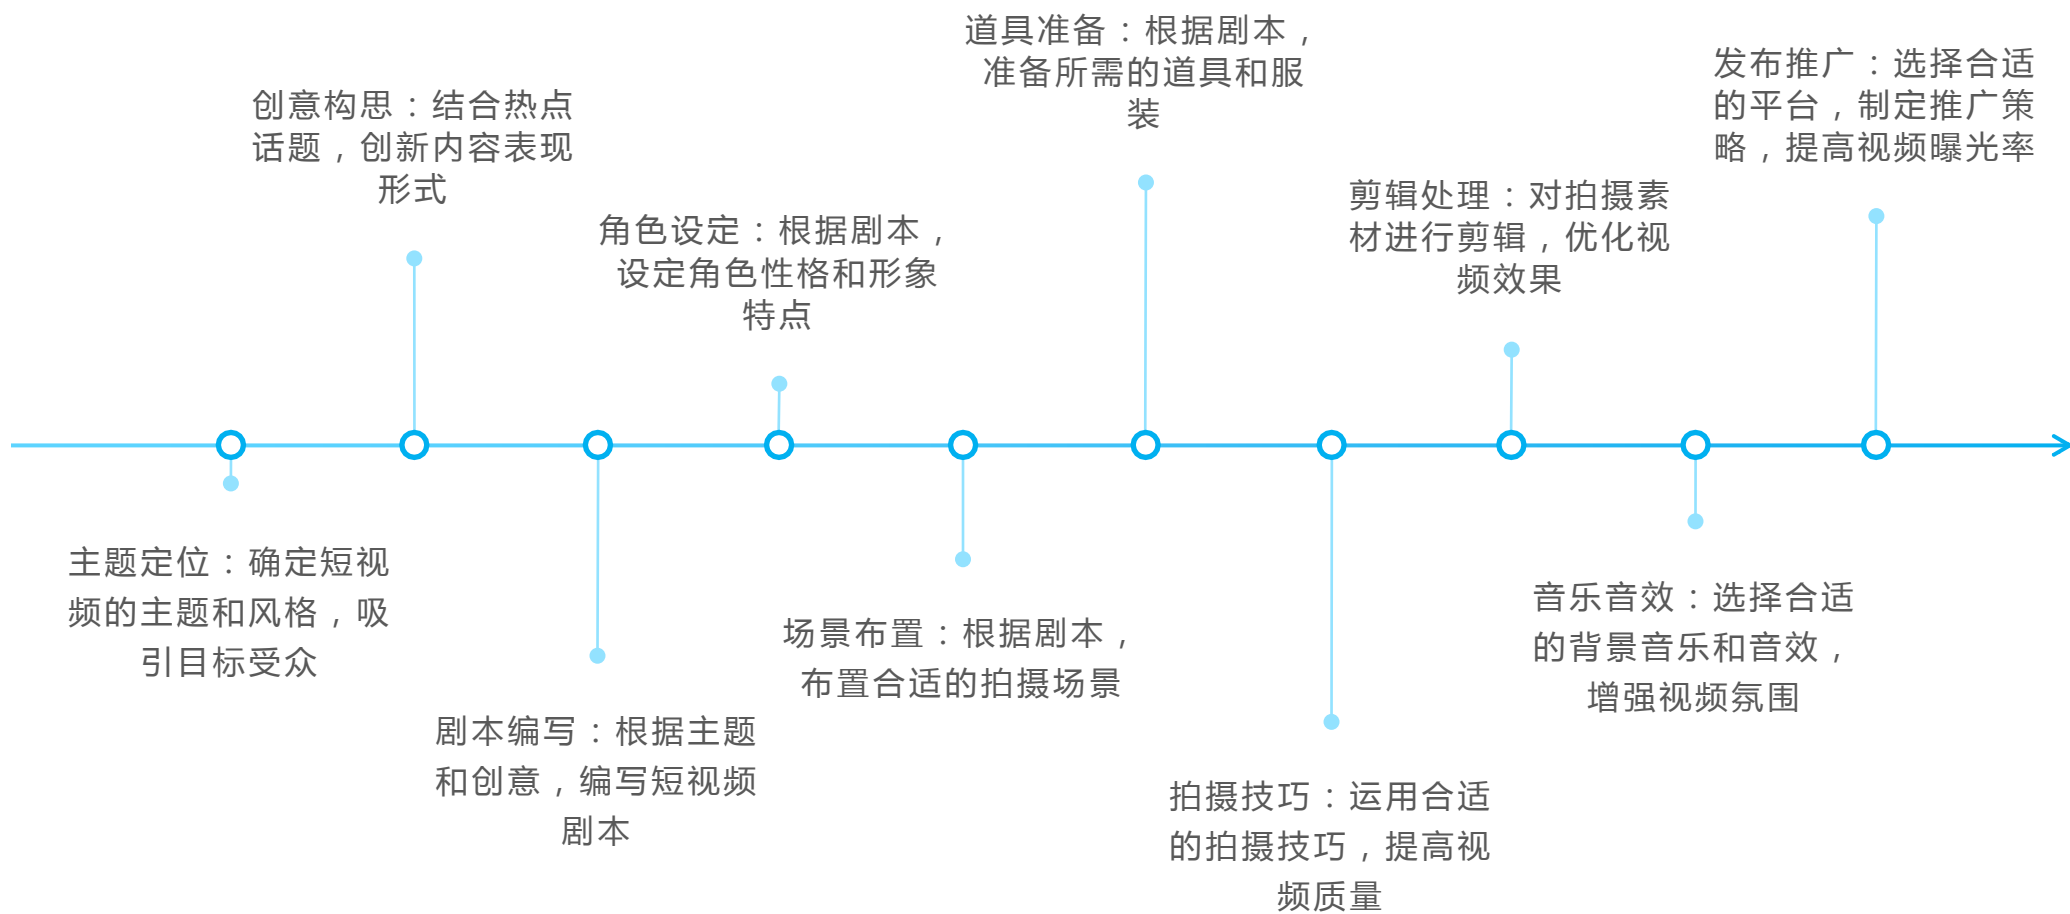 主题定位：确定短视
频的主题和风格，吸
引目标受众
创意构思：结合热点
话题，创新内容表现
形式
剧本编写：根据主题
和创意，编写短视频
剧本
角色设定：根据剧本，
设定角色性格和形象
特点
场景布置：根据剧本，
布置合适的拍摄场景
道具准备：根据剧本，
准备所需的道具和服
装
拍摄技巧：运用合适
的拍摄技巧，提高视
频质量
剪辑处理：对拍摄素
材进行剪辑，优化视
频效果
音乐音效：选择合适
的背景音乐和音效，
增强视频氛围
发布推广：选择合适
的平台，制定推广策
略，提高视频曝光率